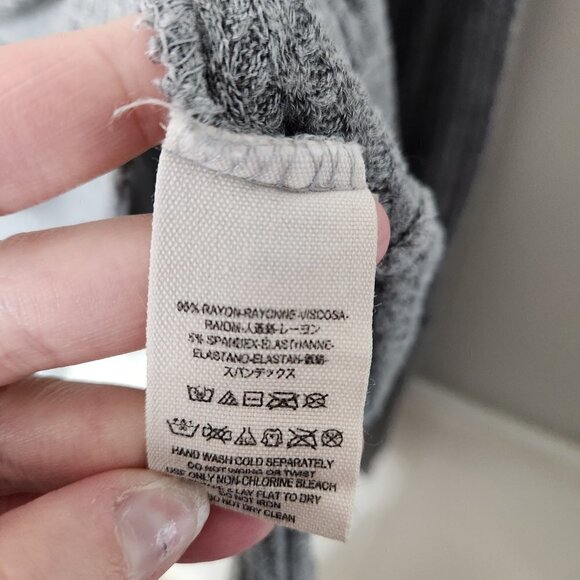 95% RAYON-RAYONNE-VISCOSA-
RAYON-人造絲-レーヨン
5% SPANDEX-ELASTHANNE-
ELASTANO-ELASTAN-氨綸-
スパンデックス
HAND WASH COLD SEPARATELY
DO NOT WRING OR TWIST
USE ONLY NON-CHLORINE BLEACH
& LAY FLAT TO DRY
DO NOT IRON
DO NOT DRY CLEAN